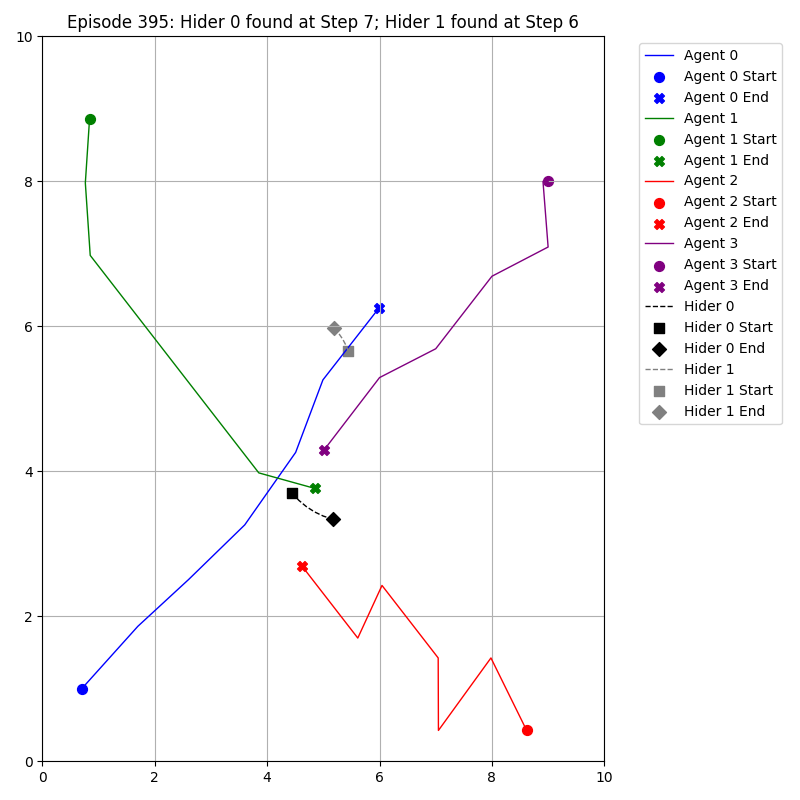 Episode 395: Hider 0 found at Step 7; Hider 1 found at Step 6
10
8
6
4
2
0
0 2 4 6 8 10
Agent 0
Agent 0 Start
Agent 0 End
Agent 1
Agent 1 Start
Agent 1 End
Agent 2
Agent 2 Start
Agent 2 End
Agent 3
Agent 3 Start
Agent 3 End
Hider 0
Hider 0 Start
Hider 0 End
Hider 1
Hider 1 Start
Hider 1 End